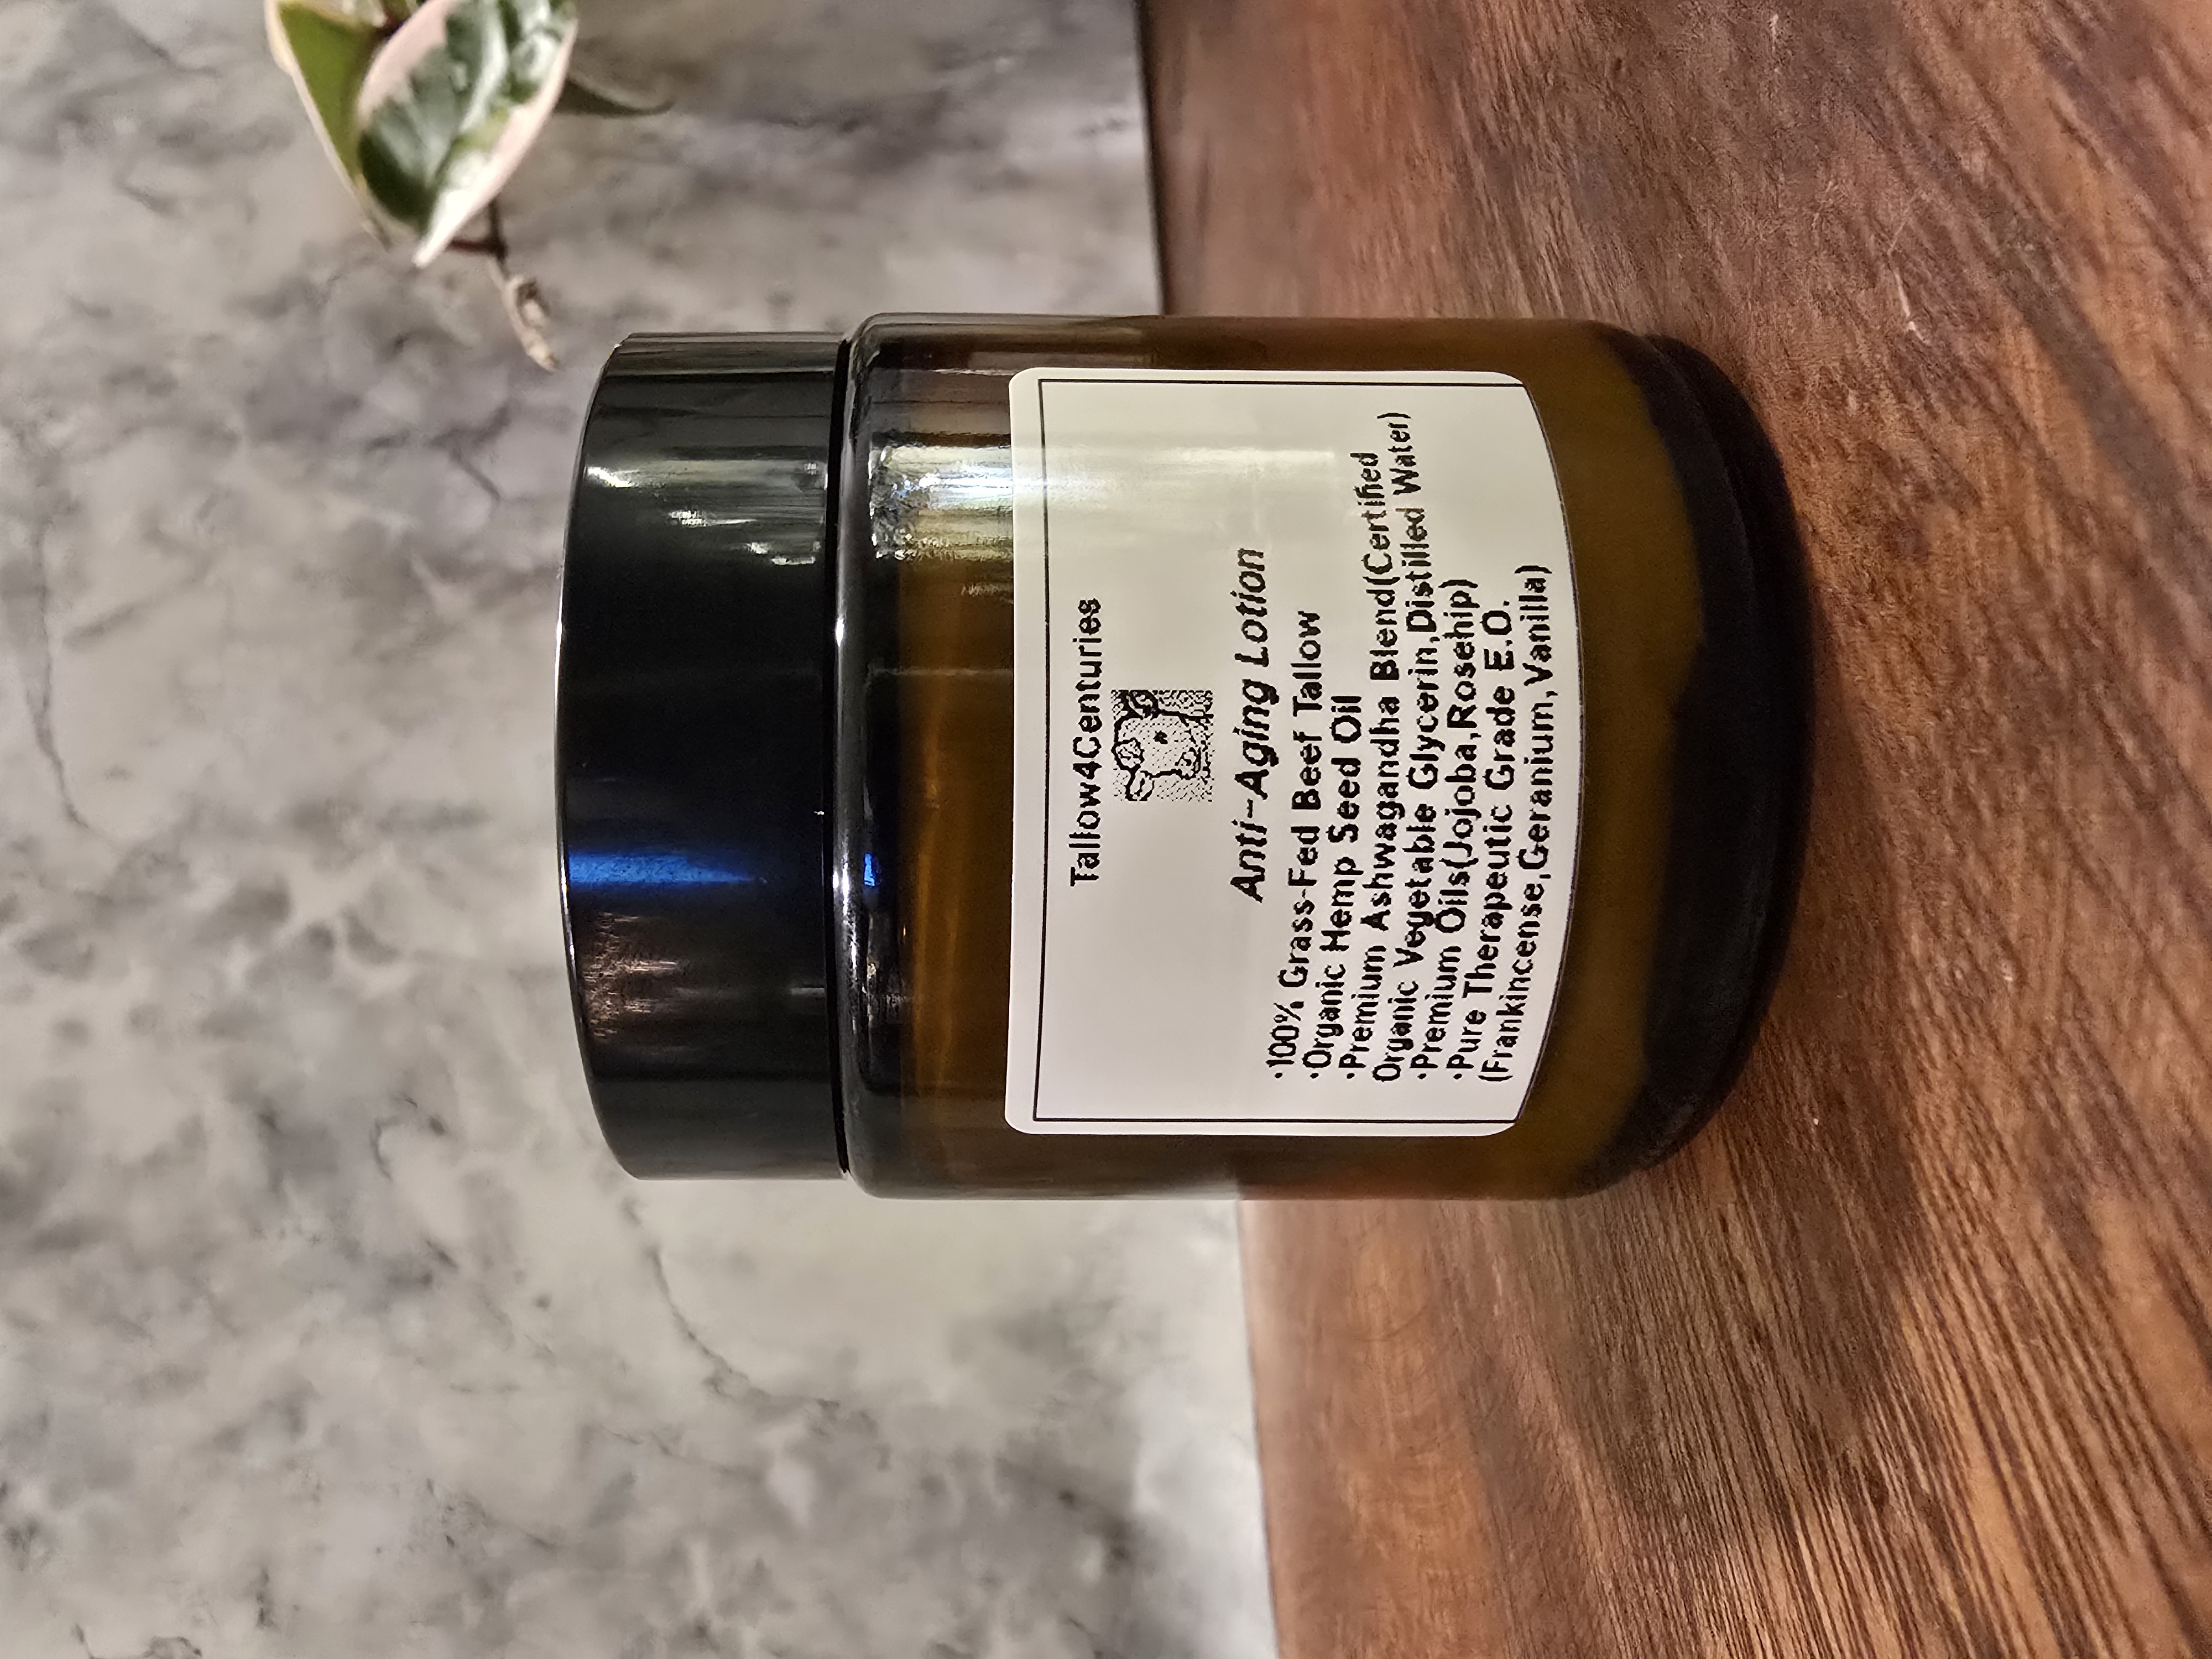 Tallow4Centuries
Anti-Aging Lotion
·100% Grass-Fed Beef Tallow
·Organic Hemp Seed Oil
·Premium Ashwagandha Blend(Certified
Organic Vegetable Glycerin,Distilled Water)
·Premium Oils(Jojoba,Rosehip)
·Pure Therapeutic Grade E.O.
(Frankincense,Geranium,Vanilla)